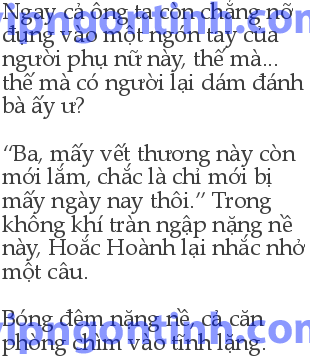 Ngay cả ông ta còn chẳng nỡ
đụng vào một ngón tay của
người phụ nữ này, thế mà...
thế mà có người lại dám đánh
bà ấy ư?
“Ba, mấy vết thương này còn
mới lắm, chắc là chỉ mới bị
mấy ngày nay thôi.” Trong
không khí tràn ngập nặng nề
này, Hoắc Hoành lại nhắc nhở
một câu.
Bóng đêm nặng nề, cả căn
phòng chìm vào tĩnh lặng.